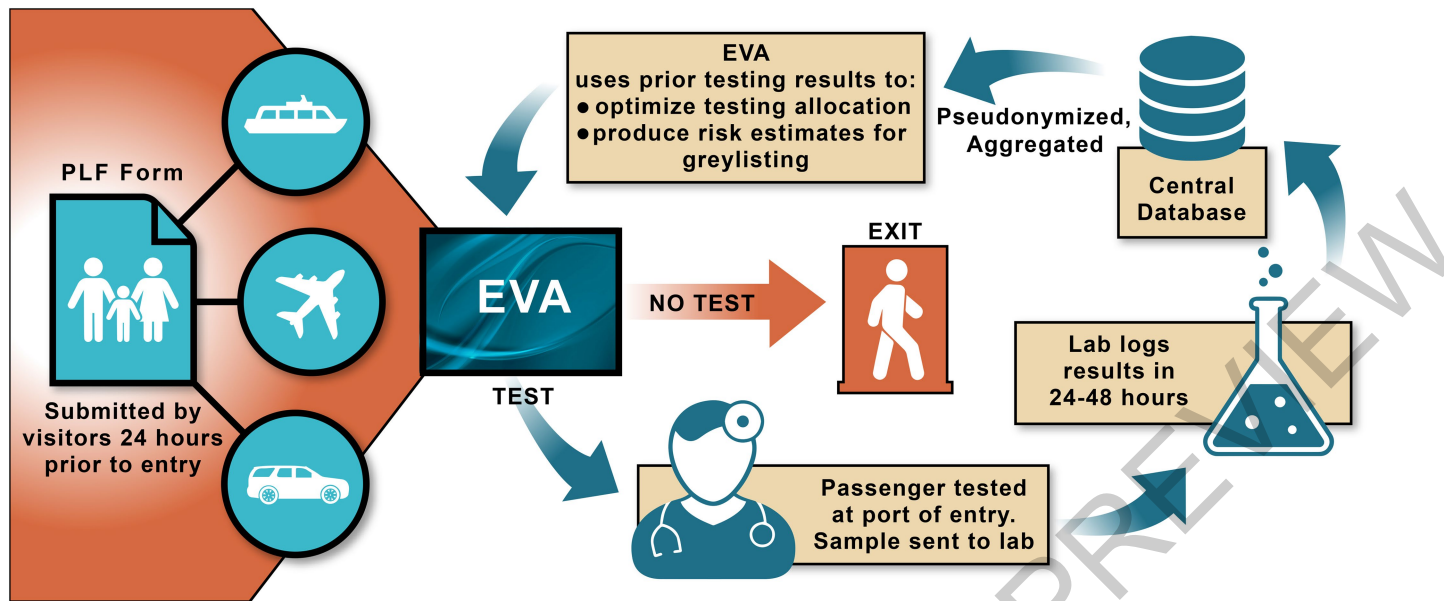 PLF Form
Submitted by
visitors 24 hours
prior to entry
EVA
uses prior testing results to:
● optimize testing allocation
● produce risk estimates for
greylisting
EVA
NO TEST
EXIT
TEST
Passenger tested
at port of entry.
Sample sent to lab
Lab logs
results in
24-48 hours
Central
Database
Pseudonymized,
Aggregated
PREVIEW